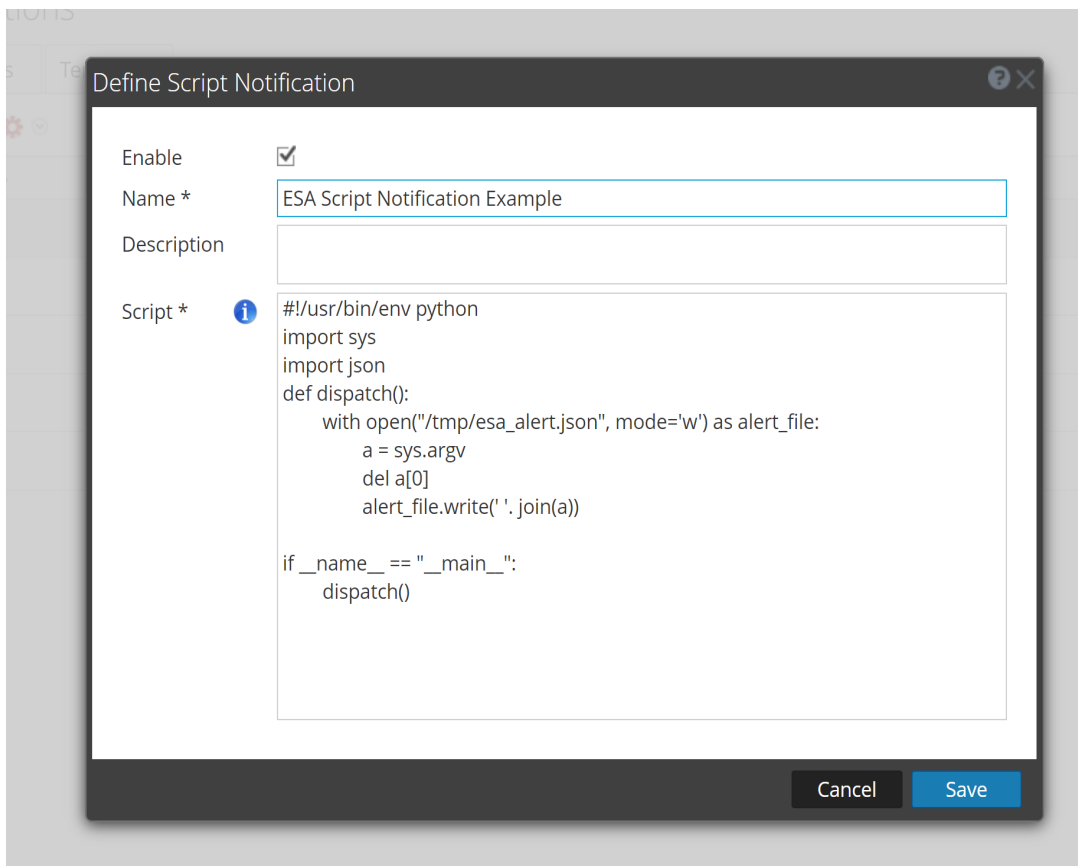 Define Script Notification
Enable
Name * ESA Script Notification Example
Description
Script *
#!/usr/bin/env python
import sys
import json
def dispatch():
with open("/tmp/esa_alert.json", mode='w') as alert_file:
a = sys.argv
del a[0]
alert_file.write(' '. join(a))
if __name__ == "__main__":
dispatch()
Cancel Save